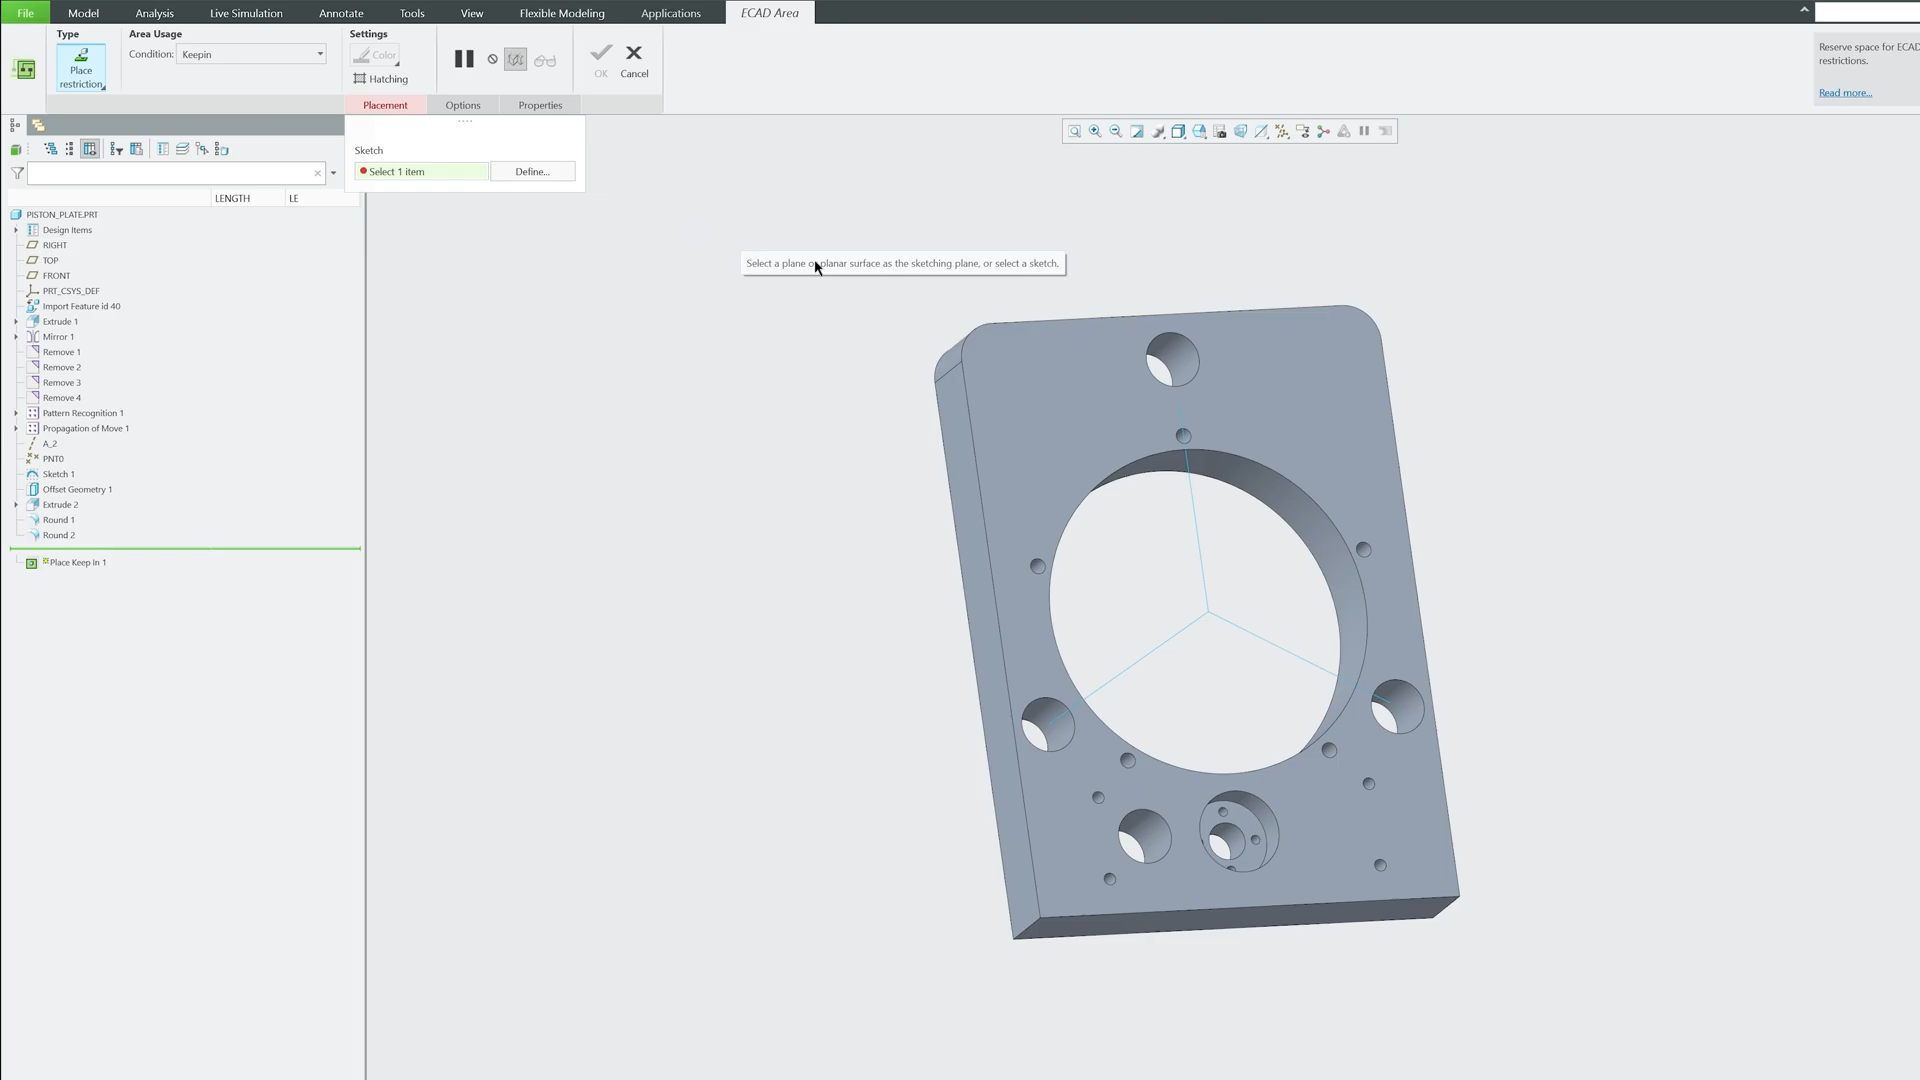 File Model Analysis Live Simulation Annotate Tools View Flexible Modeling Applications ECAD Area
Type Area Usage Settings
Condition: Keepin Color
Place
restriction
Hatching
OK Cancel
Reserve space for ECAD
restrictions.
Read more...
Placement Options Properties
Sketch
Select 1 item Define...
LENGTH LE
PISTON_PLATE.PRT
Design Items
RIGHT
TOP
FRONT
PRT_CSYS_DEF
Import Feature id 40
Extrude 1
Mirror 1
Remove 1
Remove 2
Remove 3
Remove 4
Pattern Recognition 1
Propagation of Move 1
A_2
PNT0
Sketch 1
Offset Geometry 1
Extrude 2
Round 1
Round 2
Place Keep In 1
Select a plane or planar surface as the sketching plane, or select a sketch.